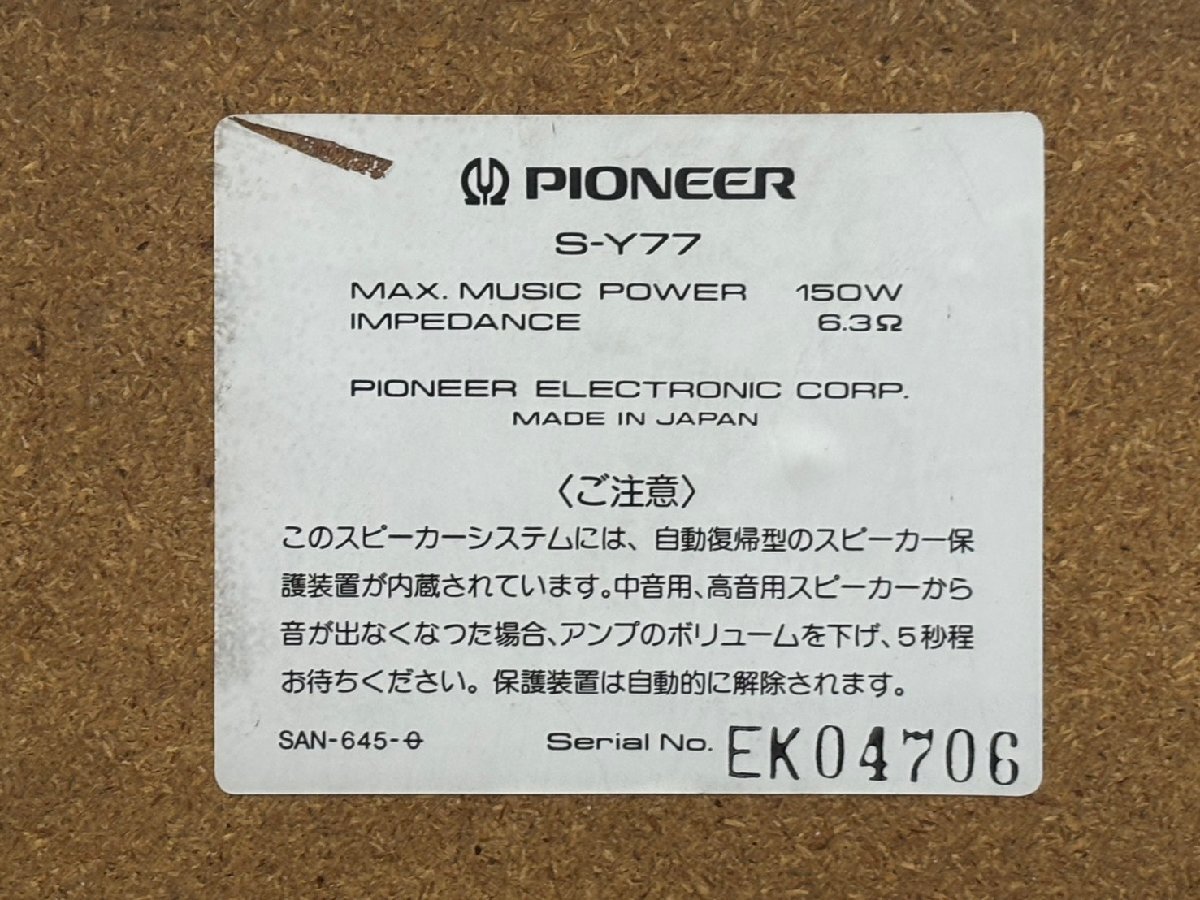 PIONEER
S-Y77
MAX. MUSIC POWER 150W
IMPEDANCE 6.3Ω
PIONEER ELECTRONIC CORP.
MADE IN JAPAN
〈ご注意〉
このスピーカーシステムには、自動復帰型のスピーカー保
護装置が内蔵されています。中音用、高音用スピーカーから
音が出なくなつた場合、アンプのボリュームを下げ、5秒程
お待ちください。保護装置は自動的に解除されます。
SAN-645-0 Serial No. EK04706